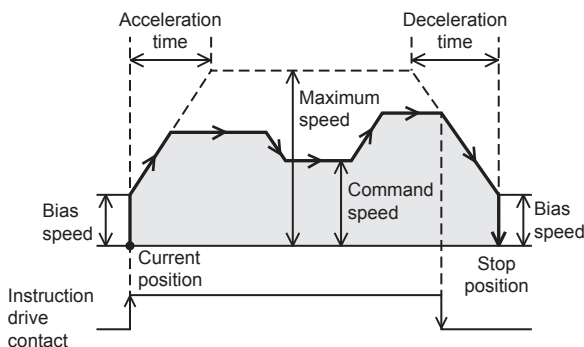 Acceleration
time
Deceleration
time
Maximum
speed
Command
speed
Bias
speed
Bias
speed
Current
position
Stop
position
Instruction
drive
contact